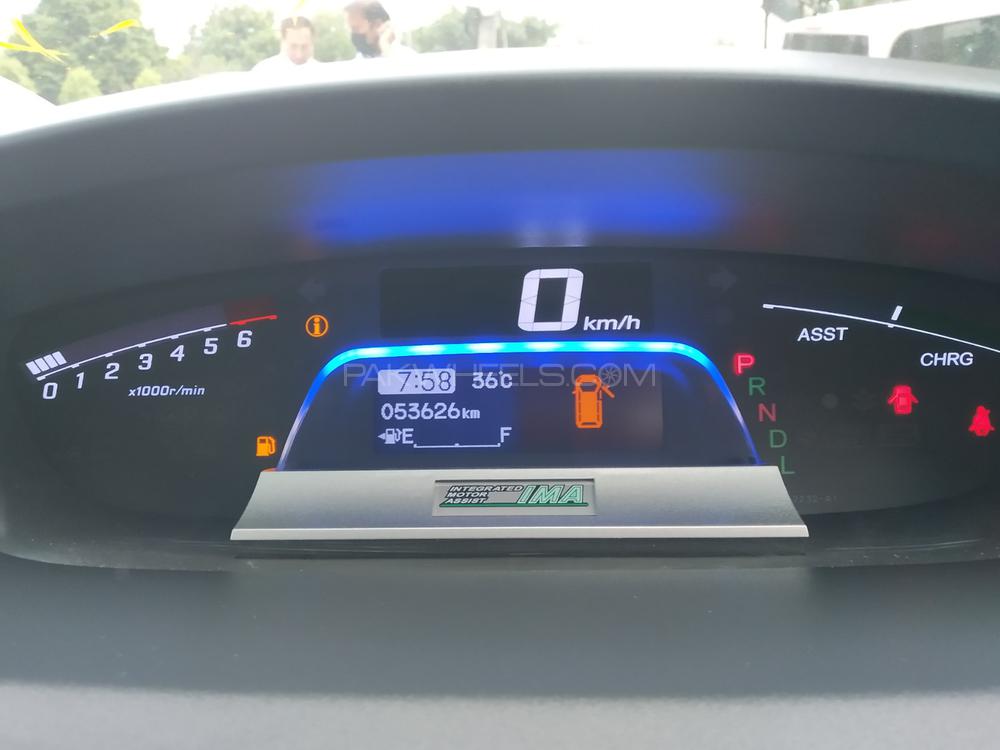 0 km/h
0 1 2 3 4 5 6
x1000r/min
ASST
CHRG
PAKWHEELS.COM
7:58 36°C
053626km
E F
P
R
N
D
L
INTEGRATED
MOTOR
ASSIST
IMA